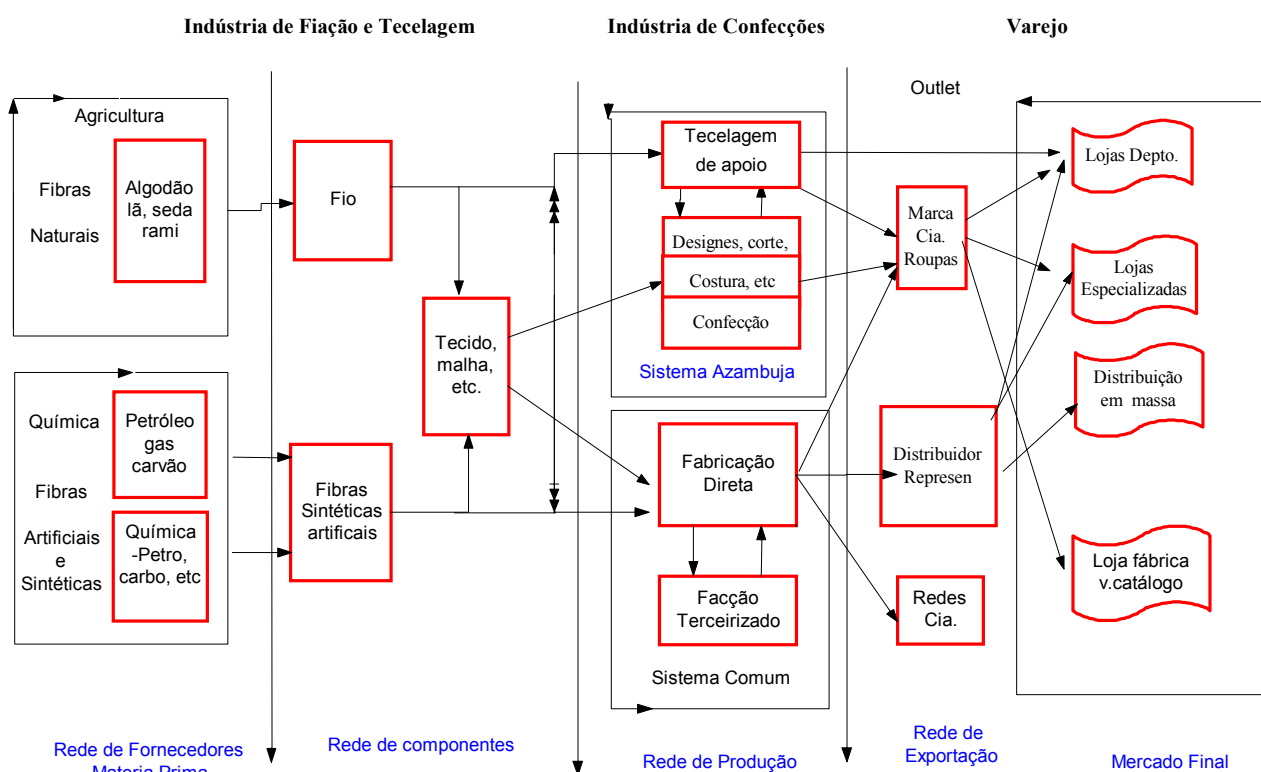 Indústria de Fiação e Tecelagem
Indústria de Confecções
Varejo
Agricultura
Fibras
Naturais
Algodão
lã, seda
rami
Química
Fibras
Artificiais
e
Sintéticas
Petróleo
gas
carvão
Química
-Petro,
carbo, etc
Fio
Tecido,
malha,
etc.
Fibras
Sintéticas
artificais
Tecelagem
de apoio
Designes, corte,
Costura, etc
Confecção
Sistema Azambuja
Fabricação
Direta
Facção
Terceirizado
Sistema Comum
Outlet
Marca
Cia.
Roupas
Distribuidor
Represen
Redes
Cia.
Lojas Depto.
Lojas
Especializadas
Distribuição
em massa
Loja fábrica
v.catálogo
Rede de Fornecedores
Materia Prima
Rede de componentes
Rede de Produção
Rede de
Exportação
Mercado Final